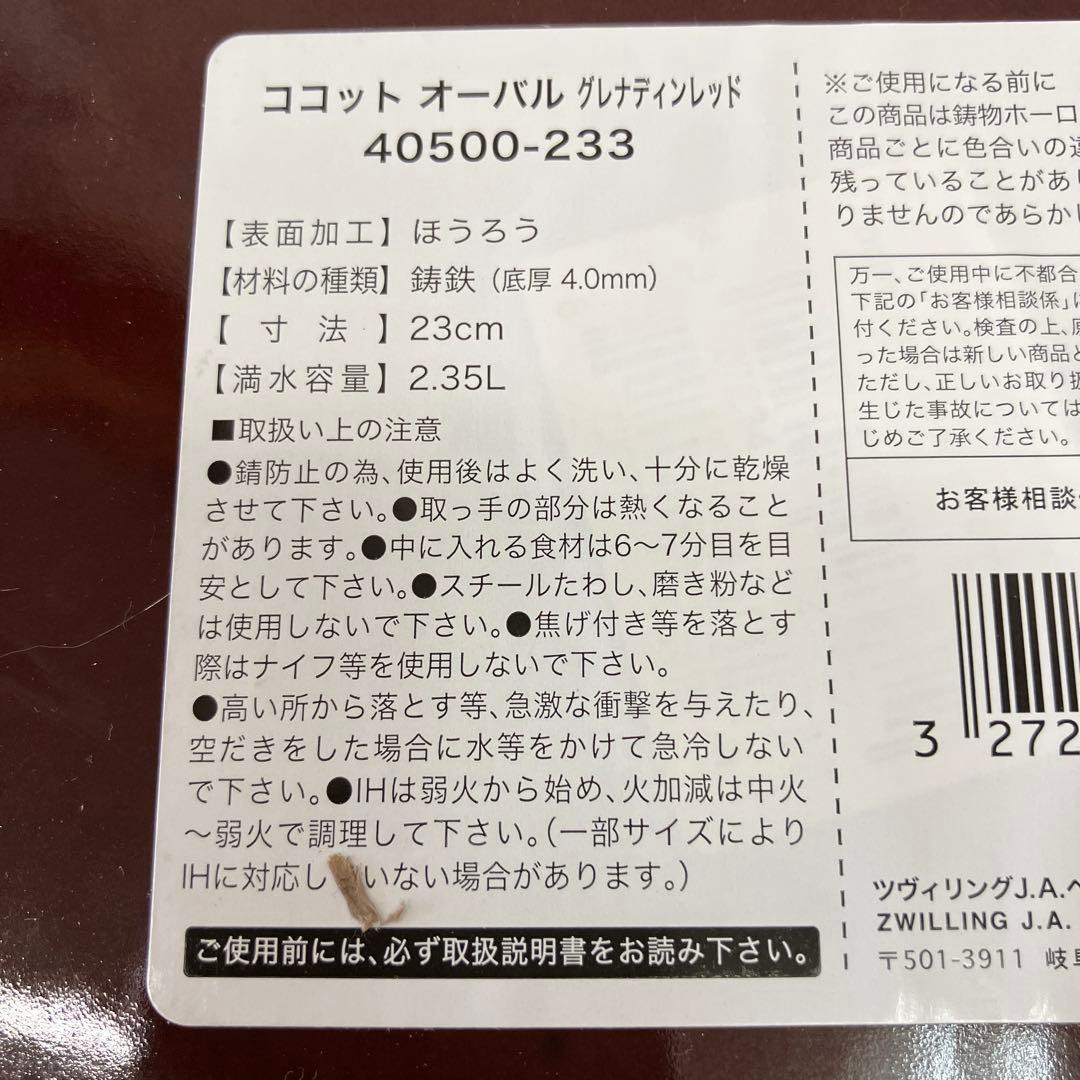 ココット オーバル グレナディンレッド
40500-233
【表面加工】ほうろう
【材料の種類】鋳鉄（底厚 4.0mm）
【 寸 法 】23cm
【満水容量】2.35L
■取扱い上の注意
●錆防止の為、使用後はよく洗い、十分に乾燥
させて下さい。●取っ手の部分は熱くなること
があります。●中に入れる食材は6〜7分目を目
安として下さい。●スチールたわし、磨き粉など
は使用しないで下さい。●焦げ付き等を落とす
際はナイフ等を使用しないで下さい。
●高い所から落とす等、急激な衝撃を与えたり、
空だきをした場合に水等をかけて急冷しない
で下さい。●IHは弱火から始め、火加減は中火
〜弱火で調理して下さい。（一部サイズにより
IHに対応し いない場合があります。）
ご使用前には、必ず取扱説明書をお読み下さい。
※ご使用になる前に
この商品は鋳物ホーロ
商品ごとに色合いの違
残っていることがあり
りませんのであらかじ
万一、ご使用中に不都合
下記の「お客様相談係」に
付ください。検査の上、原
った場合は新しい商品と
ただし、正しいお取り扱
生じた事故については
じめご了承ください。
お客様相談
3 272
ツヴィリングJ.A.ヘ
ZWILLING J.A.
〒501-3911 岐阜